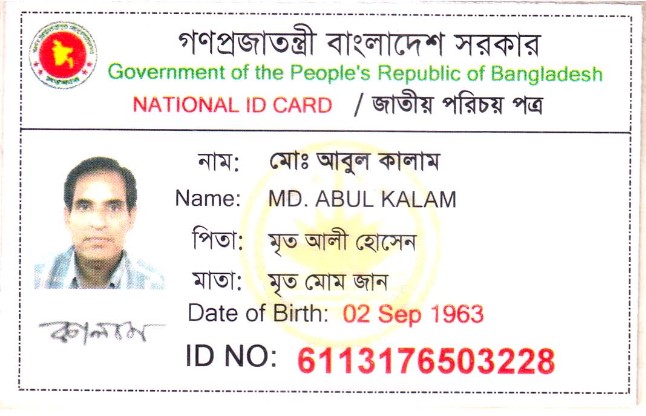 গণপ্রজাতন্ত্রী বাংলাদেশ সরকার
Government of the People's Republic of Bangladesh
NATIONAL ID CARD / জাতীয় পরিচয় পত্র
নাম: মোঃ আবুল কালাম
Name: MD. ABUL KALAM
পিতা: মৃত আলী হোসেন
মাতা: মৃত মোম জান
Date of Birth: 02 Sep 1963
কালাম
ID NO: 6113176503228